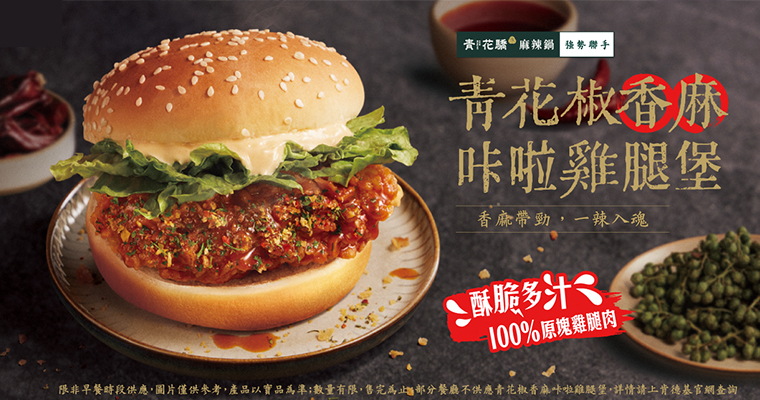 青花驕 麻辣鍋 強勢聯手
青花椒香麻
咔啦雞腿堡
香麻帶勁，一辣入魂
酥脆多汁
100%原塊雞腿肉
限非早餐時段供應，圖片僅供參考，產品以實品為準；數量有限，售完為止，部分餐廳不供應青花椒香麻咔啦雞腿堡，詳情請上肯德基官網查詢